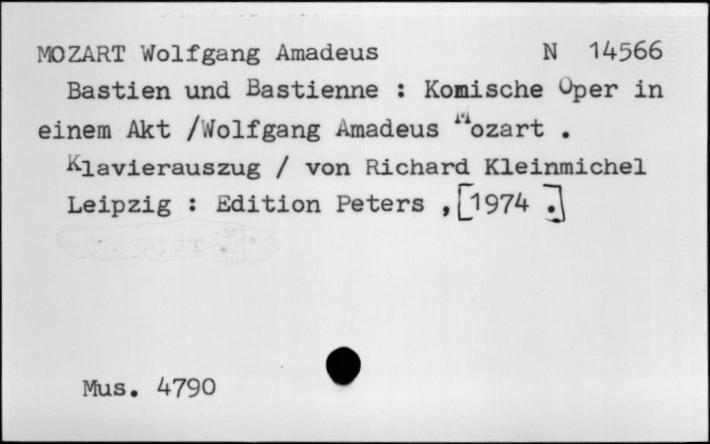 MOZART Wolfgang Amadeus N 14566
Bastien und Bastienne : Komische Oper in
einem Akt /Wolfgang Amadeus Mozart .
Klavierauszug / von Richard Kleinmichel
Leipzig : Edition Peters ,[1974 .]
Mus. 4790